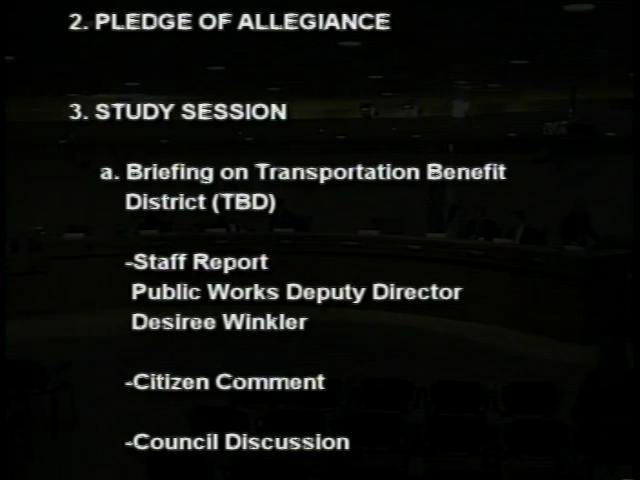 2. PLEDGE OF ALLEGIANCE
3. STUDY SESSION
a. Briefing on Transportation Benefit
District (TBD)
-Staff Report
Public Works Deputy Director
Desiree Winkler
-Citizen Comment
-Council Discussion